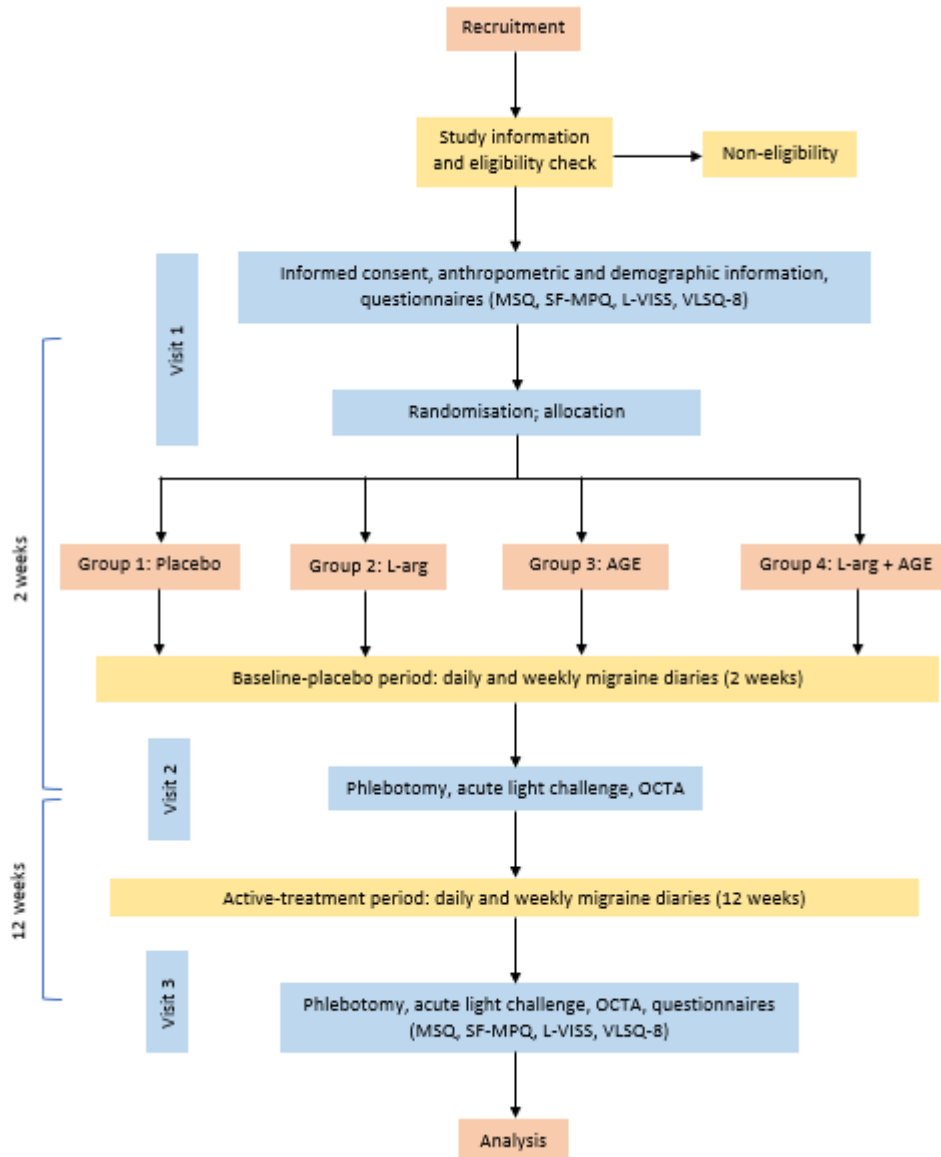 Recruitment
Study information
and eligibility check
Non-eligibility
Visit 1
Informed consent, anthropometric and demographic information,
questionnaires (MSQ, SF-MPQ, L-VISS, VLSQ-8)
Randomisation; allocation
2 weeks
Group 1: Placebo
Group 2: L-arg
Group 3: AGE
Group 4: L-arg + AGE
Baseline-placebo period: daily and weekly migraine diaries (2 weeks)
Visit 2
Phlebotomy, acute light challenge, OCTA
12 weeks
Active-treatment period: daily and weekly migraine diaries (12 weeks)
Visit 3
Phlebotomy, acute light challenge, OCTA, questionnaires
(MSQ, SF-MPQ, L-VISS, VLSQ-8)
Analysis